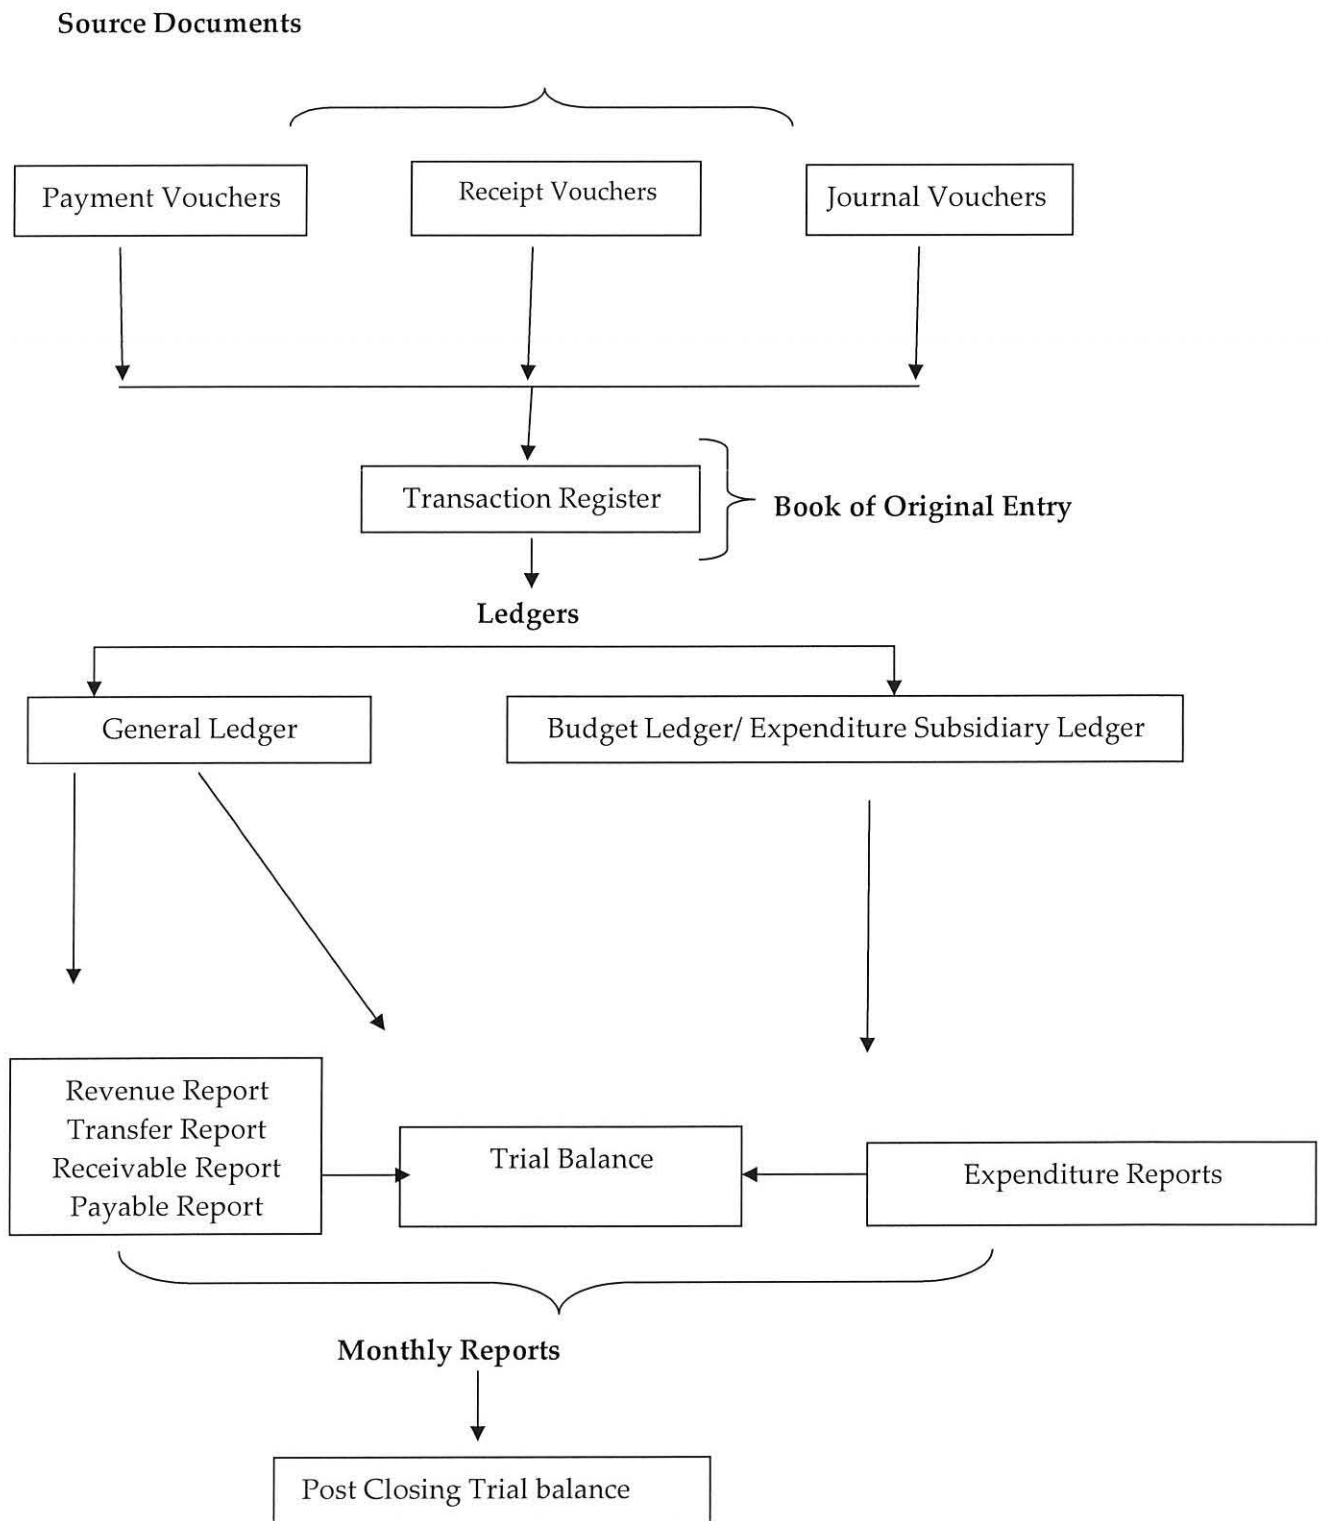 Source Documents
Payment Vouchers
Receipt Vouchers
Journal Vouchers
Transaction Register
Book of Original Entry
Ledgers
General Ledger
Budget Ledger/ Expenditure Subsidiary Ledger
Revenue Report
Transfer Report
Receivable Report
Payable Report
Trial Balance
Expenditure Reports
Monthly Reports
Post Closing Trial balance